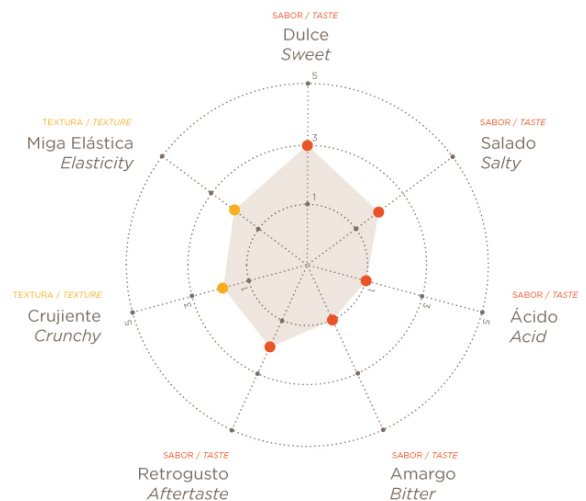 SABOR / TASTE
Dulce
Sweet
5
3
1
0
TEXTURA / TEXTURE
Miga Elástica
Elasticity
SABOR / TASTE
Salado
Salty
TEXTURA / TEXTURE
Crujiente
Crunchy
5
3
1
1
3
5
SABOR / TASTE
Ácido
Acid
SABOR / TASTE
Retrogusto
Aftertaste
SABOR / TASTE
Amargo
Bitter